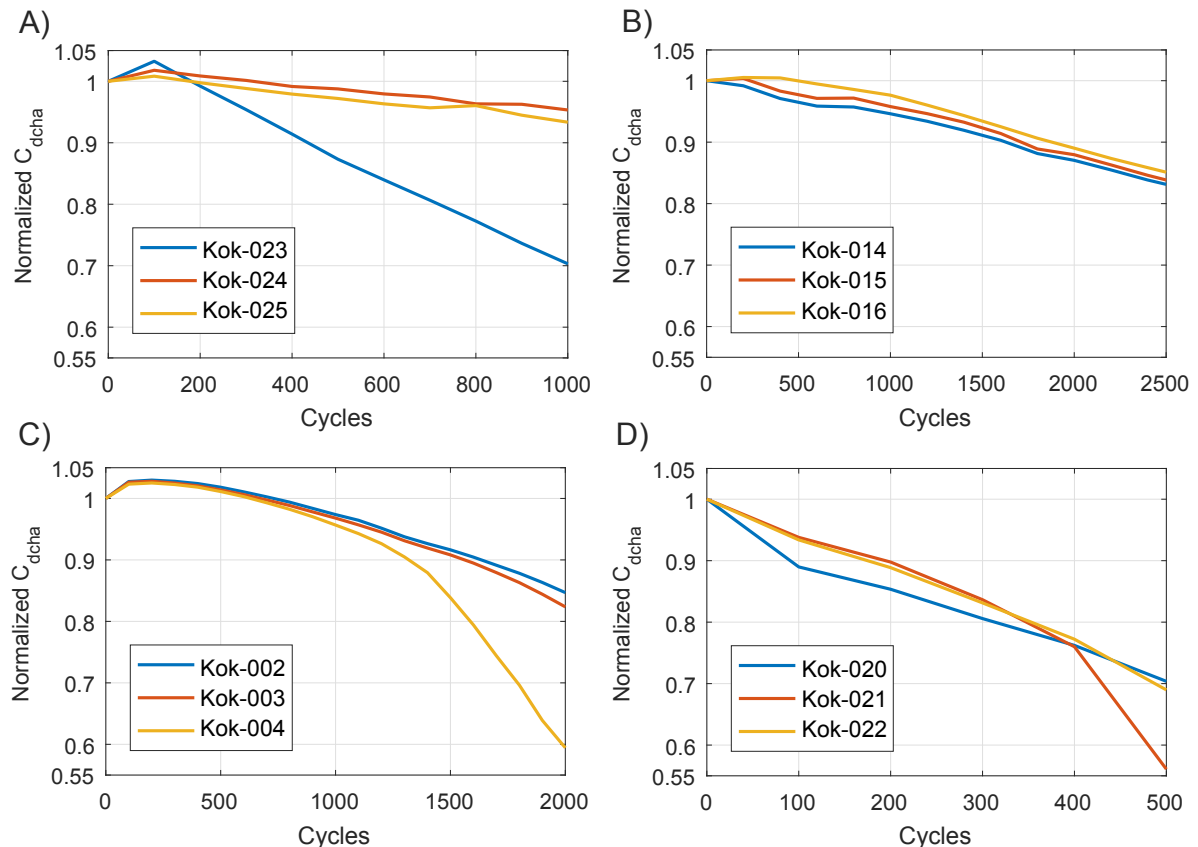 A)
Normalized C_dcha
1.05
1
0.9
0.8
0.7
0.6
0.55
Kok-023
Kok-024
Kok-025
0 200 400 600 800 1000
Cycles
B)
Normalized C_dcha
1.05
1
0.9
0.8
0.7
0.6
0.55
Kok-014
Kok-015
Kok-016
0 500 1000 1500 2000 2500
Cycles
C)
Normalized C_dcha
1.05
1
0.9
0.8
0.7
0.6
0.55
Kok-002
Kok-003
Kok-004
0 500 1000 1500 2000
Cycles
D)
Normalized C_dcha
1.05
1
0.9
0.8
0.7
0.6
0.55
Kok-020
Kok-021
Kok-022
0 100 200 300 400 500
Cycles